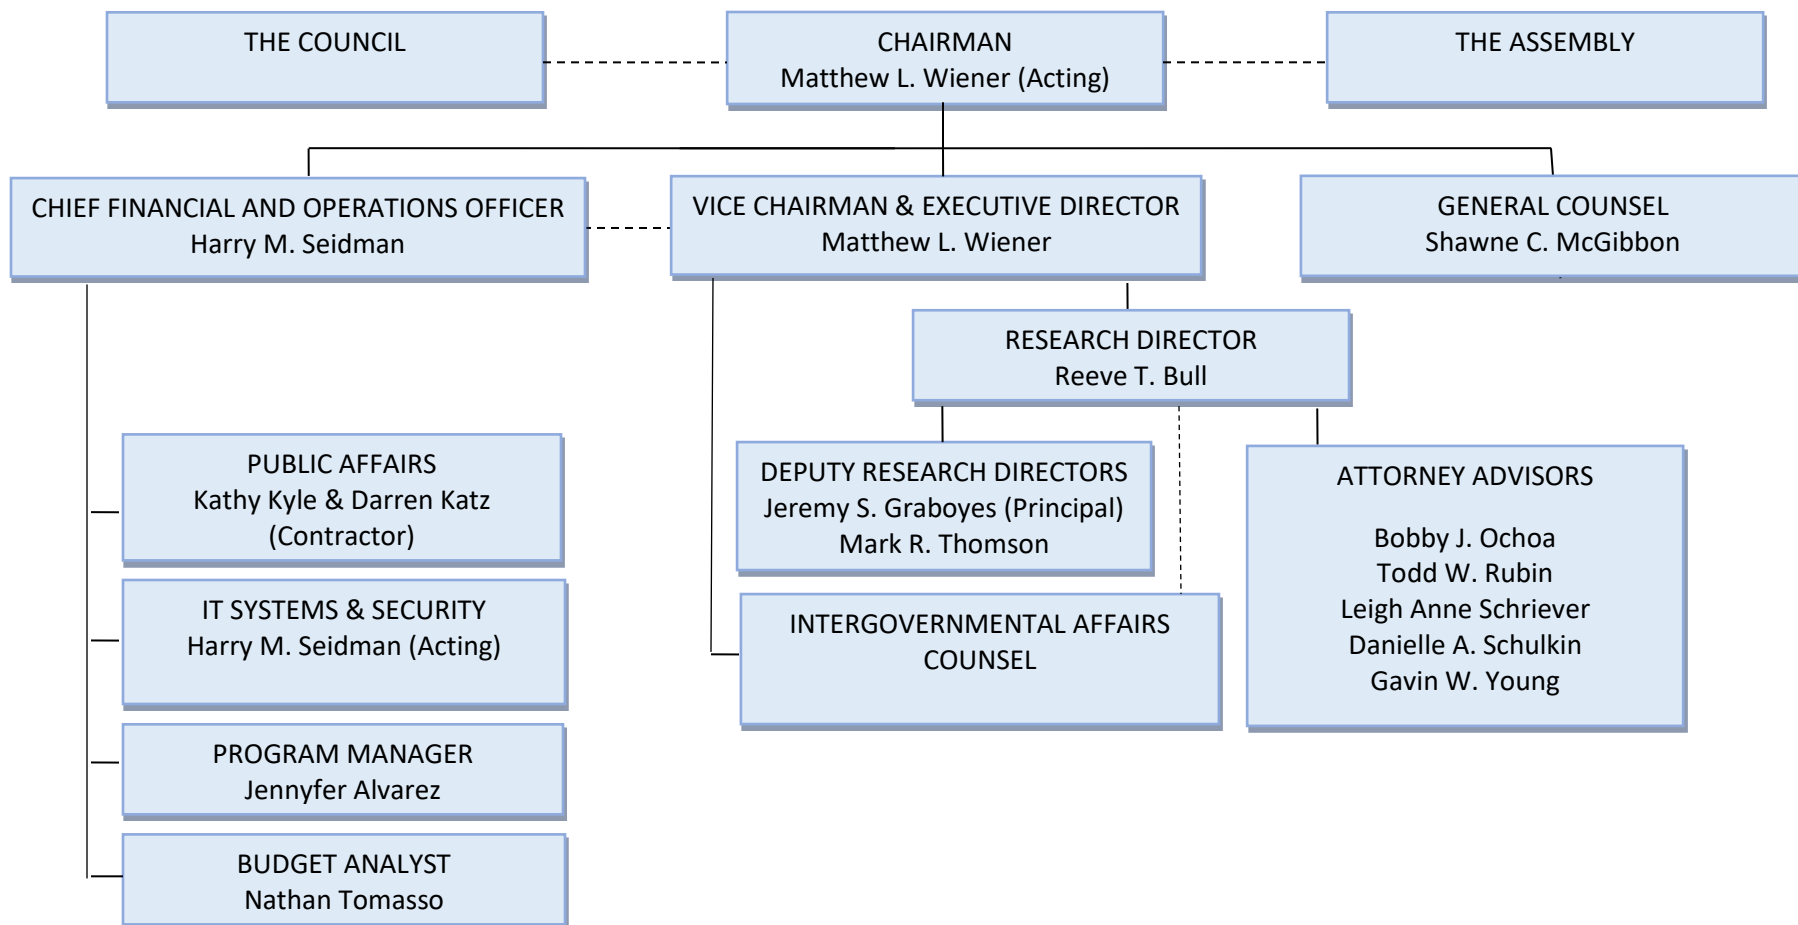 THE COUNCIL
CHAIRMAN
Matthew L. Wiener (Acting)
THE ASSEMBLY
CHIEF FINANCIAL AND OPERATIONS OFFICER
Harry M. Seidman
VICE CHAIRMAN & EXECUTIVE DIRECTOR
Matthew L. Wiener
GENERAL COUNSEL
Shawne C. McGibbon
RESEARCH DIRECTOR
Reeve T. Bull
PUBLIC AFFAIRS
Kathy Kyle & Darren Katz
(Contractor)
DEPUTY RESEARCH DIRECTORS
Jeremy S. Graboyes (Principal)
Mark R. Thomson
ATTORNEY ADVISORS
Bobby J. Ochoa
Todd W. Rubin
Leigh Anne Schriever
Danielle A. Schulkin
Gavin W. Young
IT SYSTEMS & SECURITY
Harry M. Seidman (Acting)
INTERGOVERNMENTAL AFFAIRS
COUNSEL
PROGRAM MANAGER
Jennyfer Alvarez
BUDGET ANALYST
Nathan Tomasso